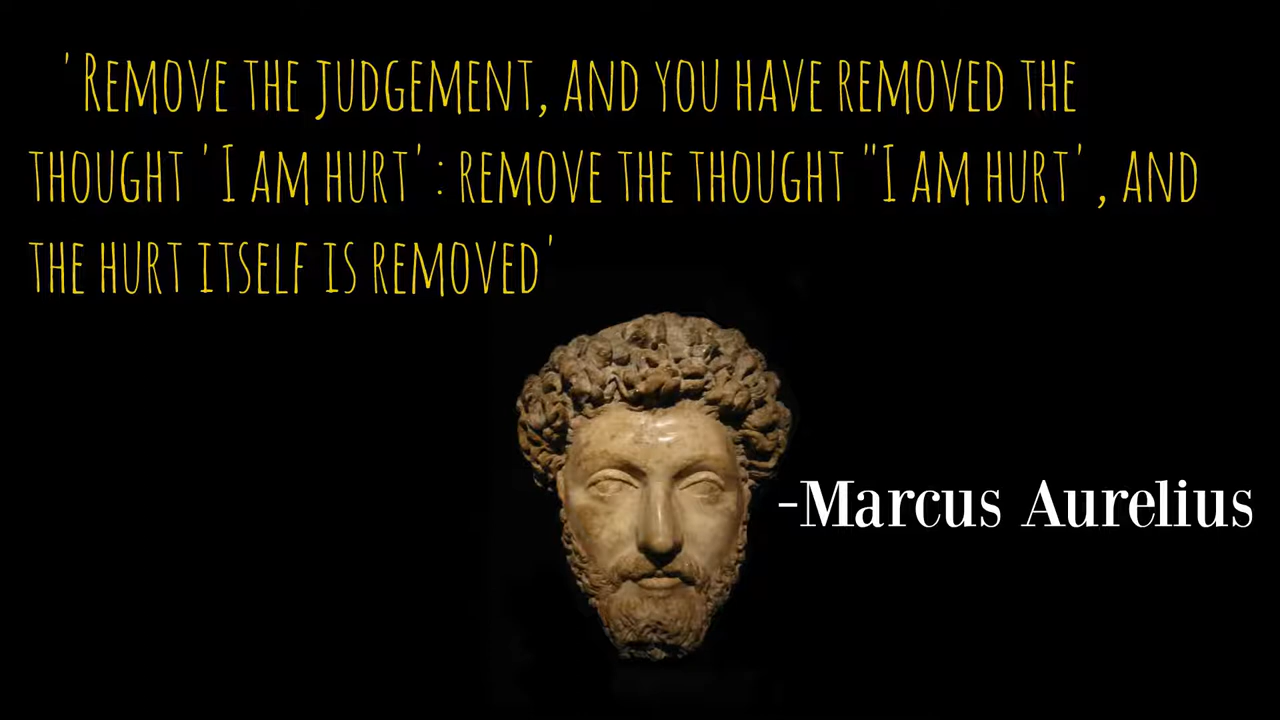 'Remove the judgement, and you have removed the
thought 'I am hurt': remove the thought "I am hurt', and
the hurt itself is removed'
-Marcus Aurelius